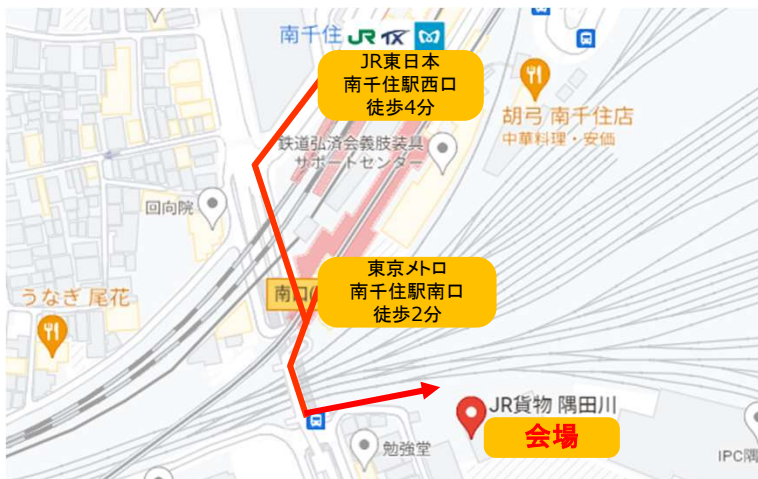 南千住 JR TX
JR東日本
南千住駅西口
徒歩4分
胡弓 南千住店
中華料理・安価
鉄道弘済会義肢装具
サポートセンター
回向院
東京メトロ
南千住駅南口
徒歩2分
南口(
うなぎ 尾花
JR貨物 隅田川
会場
勉強堂
IPC隅